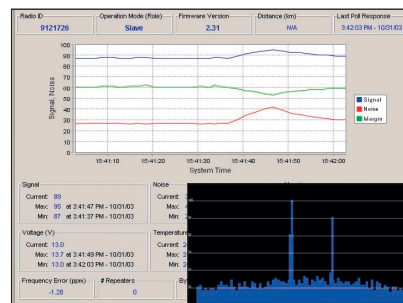 Radio ID Operation Mode (Role) Firmware Version Distance (km) Last Poll Response
9121726 Slave 2.31 N/A 3:42:03 PM - 10/31/03
100
90
80
70
60
50
40
30
20
10
0
Signal, Noise
Signal
Noise
Margin
15:41:10 15:41:20 15:41:30 15:41:40 15:41:50 15:42:00
System Time
Signal Noise
Current: 89 Current:
Max: 95 at 3:41:47 PM - 10/31/03 Max:
Min: 87 at 3:41:37 PM - 10/31/03 Min:
Voltage (V) Temperature
Current: 13.0 Current:
Max: 13.7 at 3:41:49 PM - 10/31/03 Max:
Min: 13.0 at 3:42:03 PM - 10/31/03 Min:
Frequency Error (ppm) # Repeaters By
-1.28 0